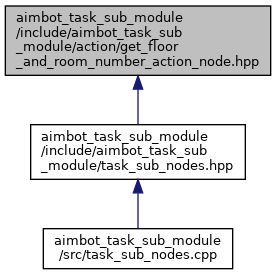 aimbot_task_sub_module
/include/aimbot_task_sub
_module/action/get_floor
_and_room_number_action_node.hpp
aimbot_task_sub_module
/include/aimbot_task_sub
_module/task_sub_nodes.hpp
aimbot_task_sub_module
/src/task_sub_nodes.cpp